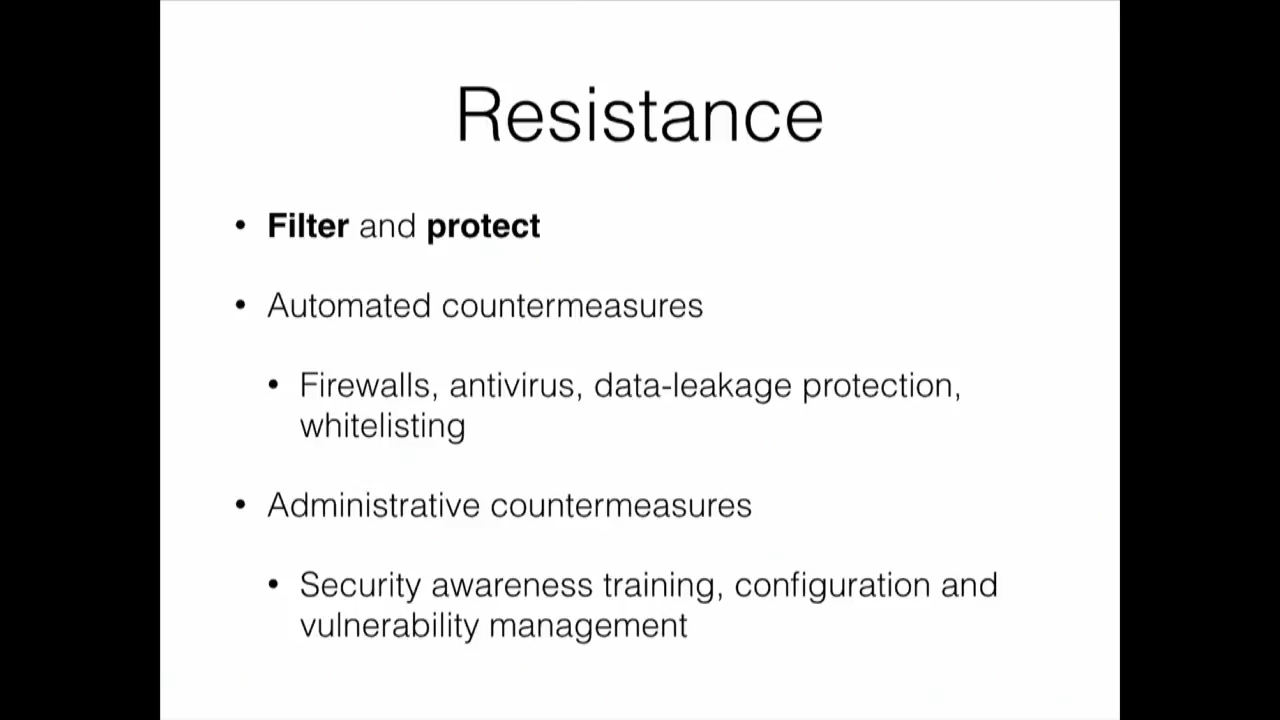 Resistance
• Filter and protect
• Automated countermeasures
• Firewalls, antivirus, data-leakage protection,
whitelisting
• Administrative countermeasures
• Security awareness training, configuration and
vulnerability management